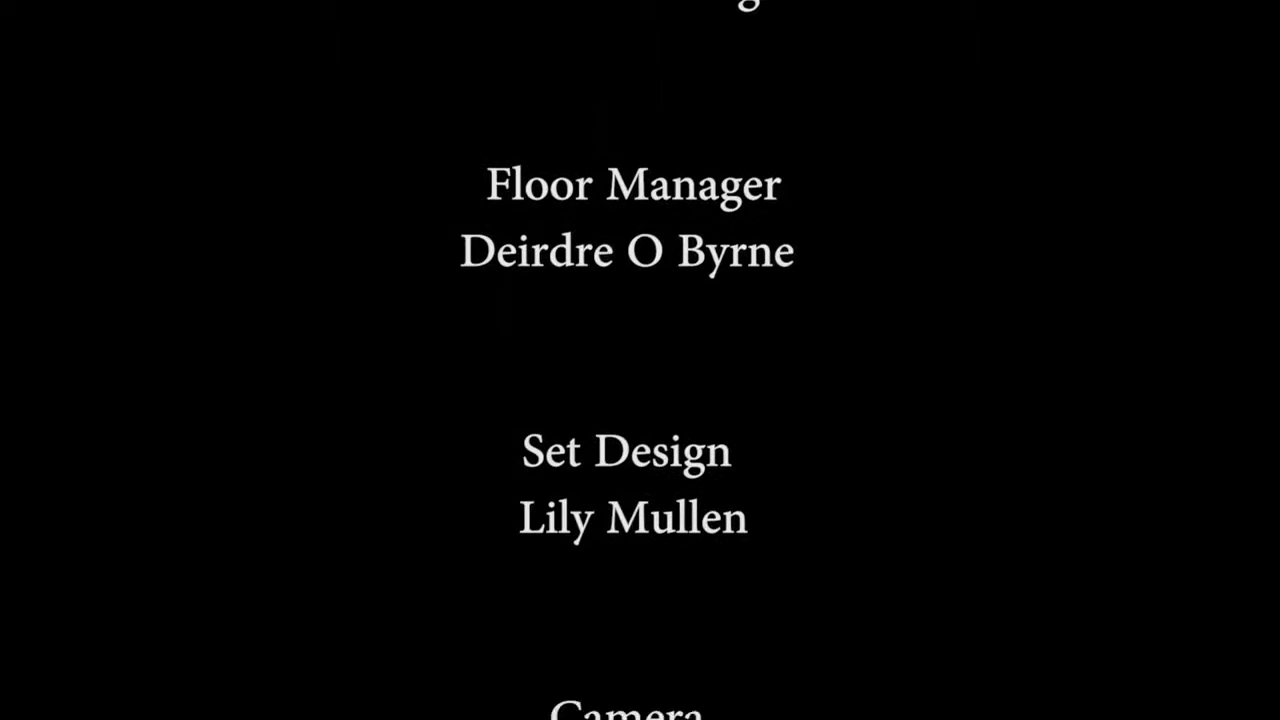 Floor Manager
Deirdre O Byrne
Set Design
Lily Mullen
Camera